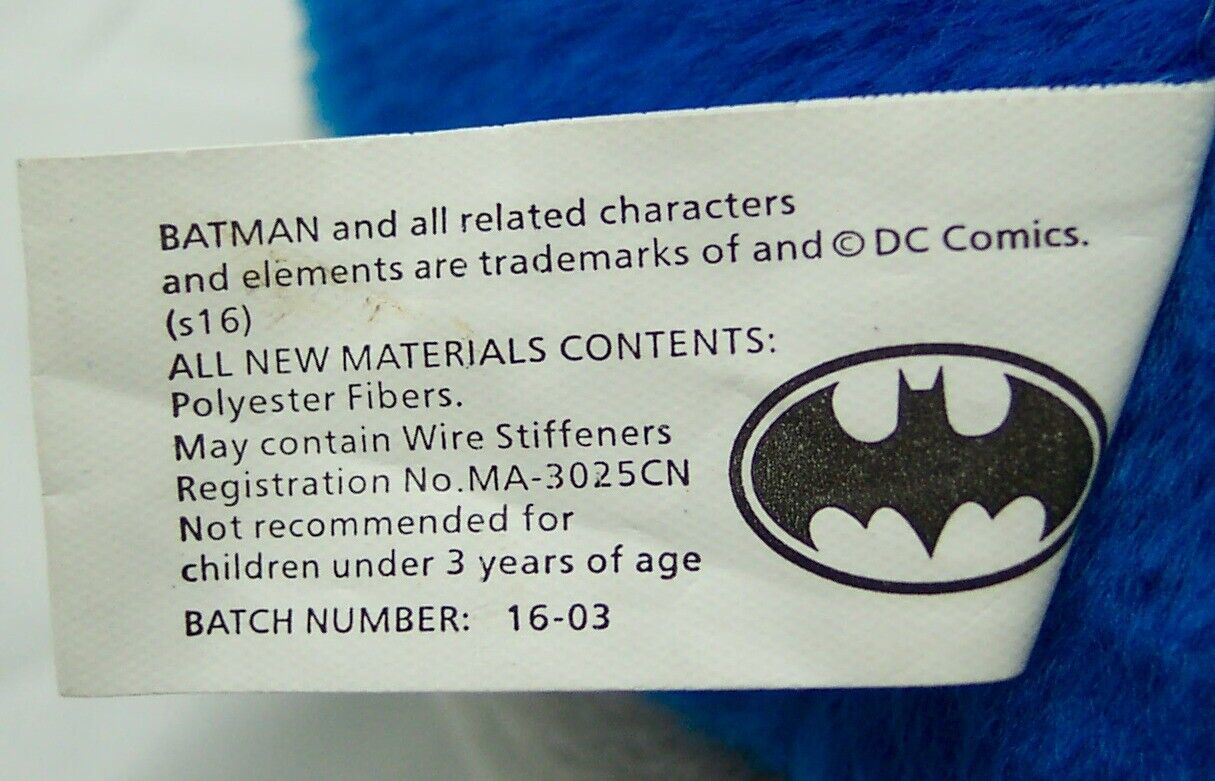 BATMAN and all related characters
and elements are trademarks of and © DC Comics.
(s16)
ALL NEW MATERIALS CONTENTS:
Polyester Fibers.
May contain Wire Stiffeners
Registration No.MA-3025CN
Not recommended for
children under 3 years of age
BATCH NUMBER: 16-03